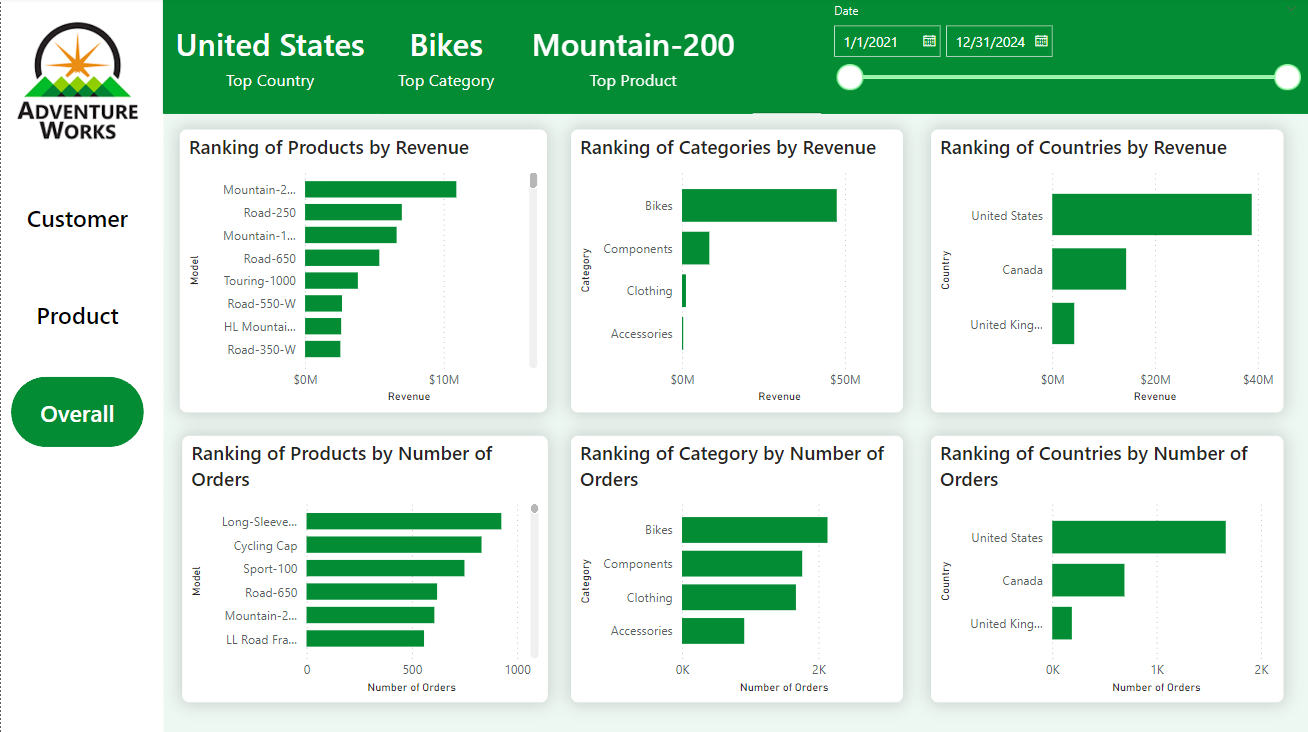 ADVENTURE
WORKS
Customer
Product
Overall
United States
Top Country
Bikes
Top Category
Mountain-200
Top Product
Date
1/1/2021
12/31/2024
Ranking of Products by Revenue
Model
Mountain-2...
Road-250
Mountain-1...
Road-650
Touring-1000
Road-550-W
HL Mountai...
Road-350-W
$0M $10M
Revenue
Ranking of Categories by Revenue
Category
Bikes
Components
Clothing
Accessories
$0M $50M
Revenue
Ranking of Countries by Revenue
Country
United States
Canada
United King...
$0M $20M $40M
Revenue
Ranking of Products by Number of
Orders
Model
Long-Sleeve...
Cycling Cap
Sport-100
Road-650
Mountain-2...
LL Road Fra...
0 500 1000
Number of Orders
Ranking of Category by Number of
Orders
Category
Bikes
Components
Clothing
Accessories
0K 2K
Number of Orders
Ranking of Countries by Number of
Orders
Country
United States
Canada
United King...
0K 1K 2K
Number of Orders